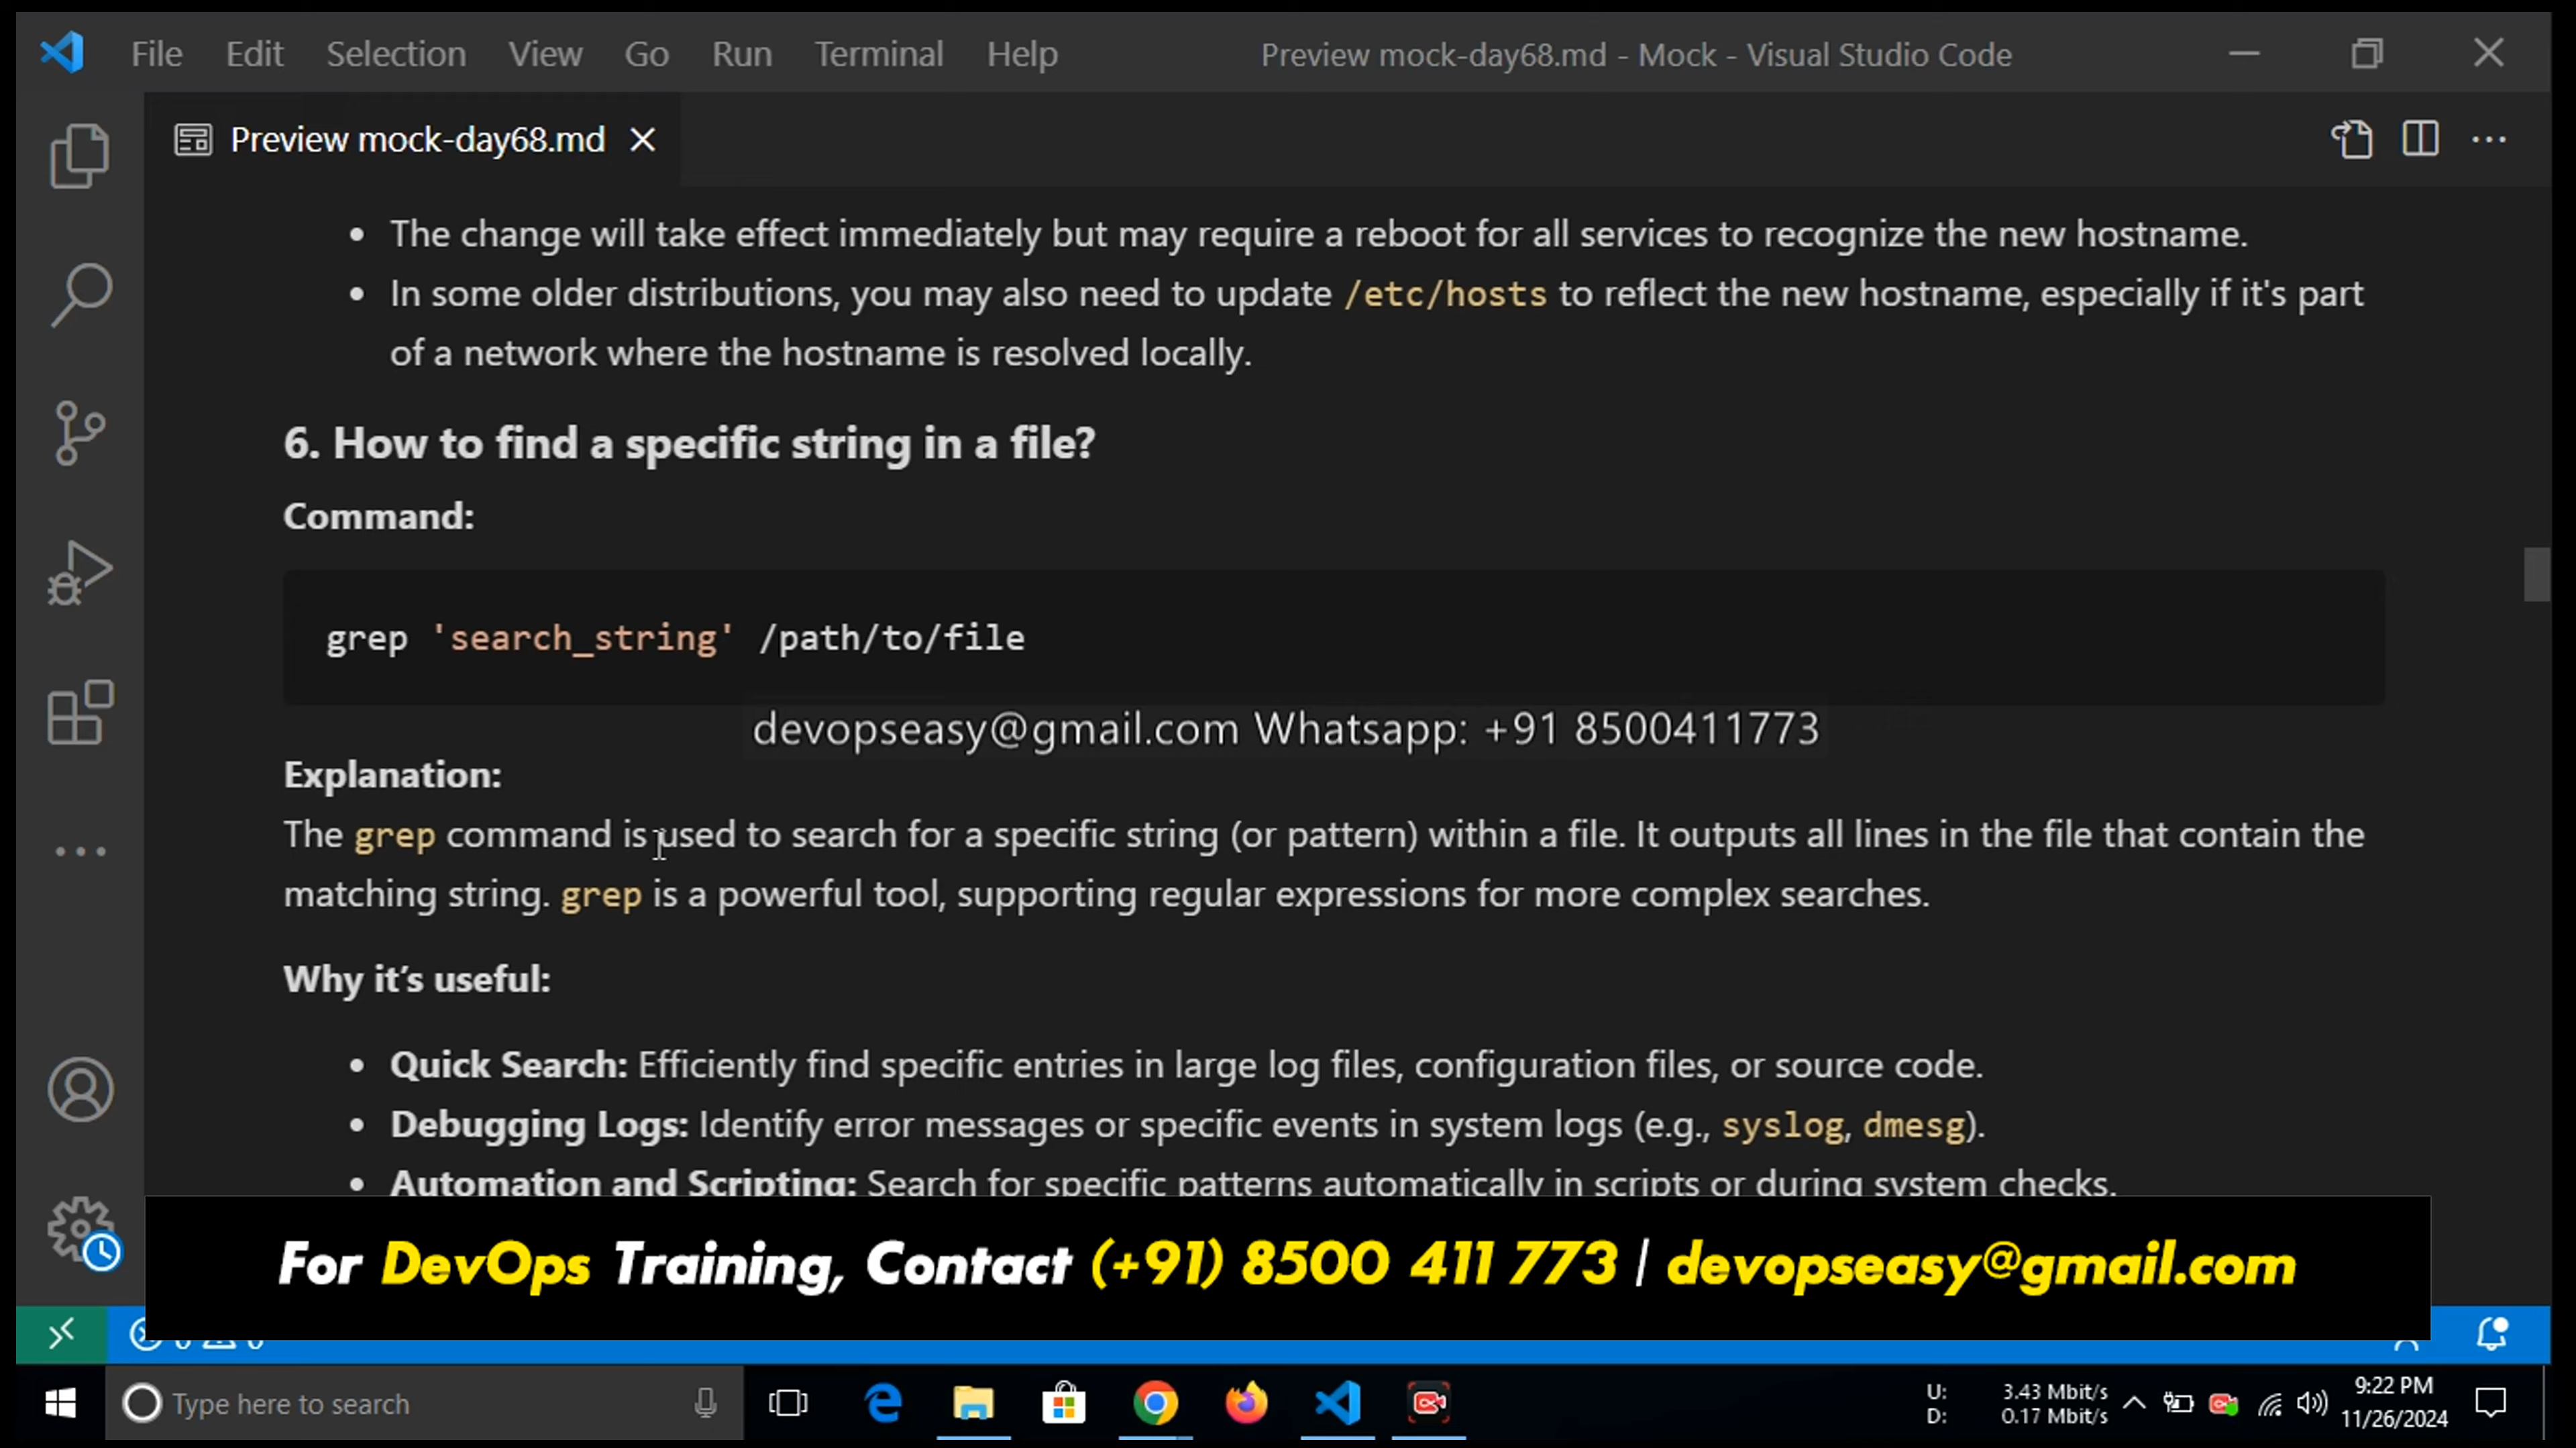 File Edit Selection View Go Run Terminal Help Preview mock-day68.md - Mock - Visual Studio Code
Preview mock-day68.md
• The change will take effect immediately but may require a reboot for all services to recognize the new hostname.
• In some older distributions, you may also need to update /etc/hosts to reflect the new hostname, especially if it's part
of a network where the hostname is resolved locally.
6. How to find a specific string in a file?
Command:
grep 'search_string' /path/to/file
devopseasy@gmail.com Whatsapp: +91 8500411773
Explanation:
The grep command is used to search for a specific string (or pattern) within a file. It outputs all lines in the file that contain the
matching string. grep is a powerful tool, supporting regular expressions for more complex searches.
Why it’s useful:
• Quick Search: Efficiently find specific entries in large log files, configuration files, or source code.
• Debugging Logs: Identify error messages or specific events in system logs (e.g., syslog, dmesg).
• Automation and Scripting: Search for specific patterns automatically in scripts or during system checks.
For DevOps Training, Contact (+91) 8500 411 773 | devopseasy@gmail.com
Type here to search
U: 3.43 Mbit/s
D: 0.17 Mbit/s
9:22 PM
11/26/2024